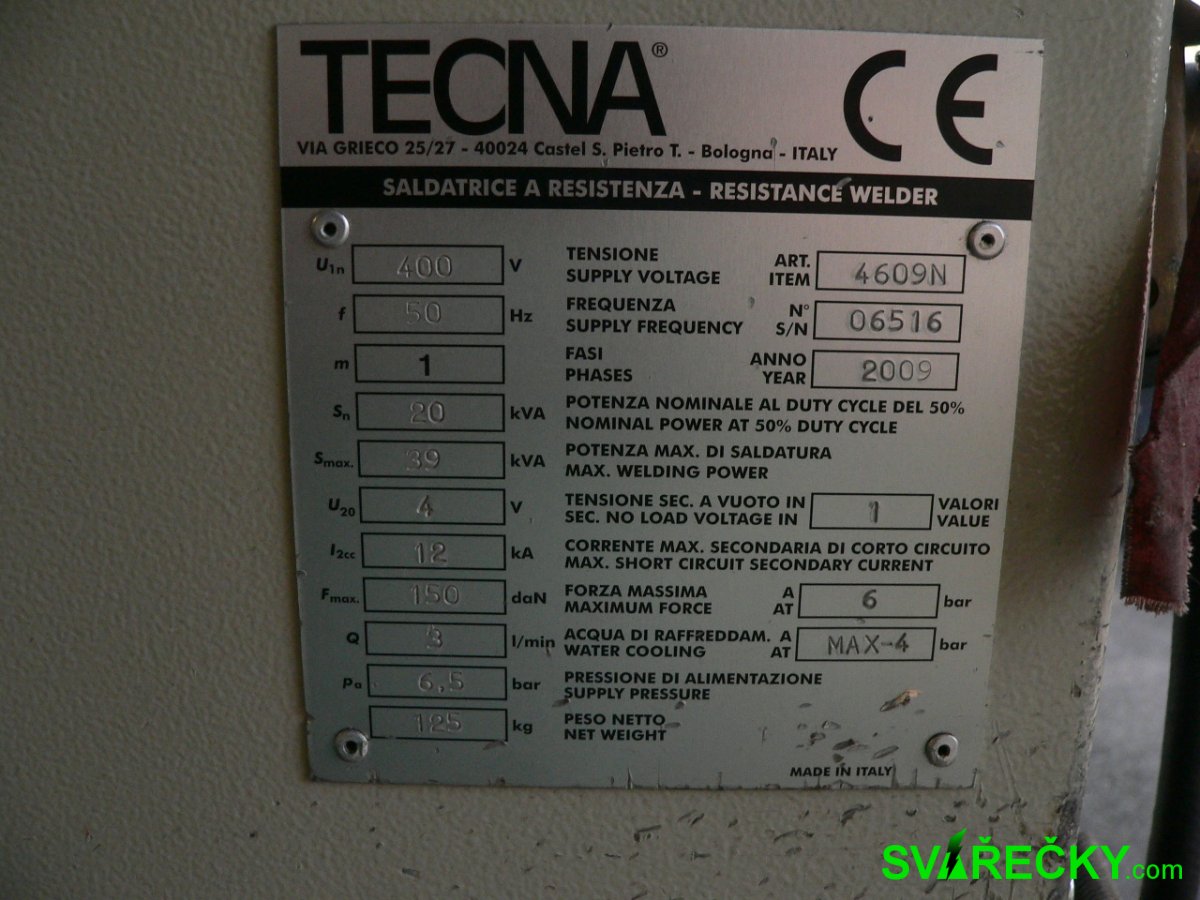 TECNA® CE
VIA GRIECO 25/27 - 40024 Castel S. Pietro T. - Bologna - ITALY
SALDATRICE A RESISTENZA - RESISTANCE WELDER
U1n 400 V TENSIONE SUPPLY VOLTAGE ART. ITEM 4609N
f 50 Hz FREQUENZA SUPPLY FREQUENCY N° S/N 06516
m 1 FASI PHASES ANNO YEAR 2009
Sn 20 kVA POTENZA NOMINALE AL DUTY CYCLE DEL 50% NOMINAL POWER AT 50% DUTY CYCLE
Smax. 39 kVA POTENZA MAX. DI SALDATURA MAX. WELDING POWER
U20 4 V TENSIONE SEC. A VUOTO IN SEC. NO LOAD VOLTAGE IN 1 VALORI VALUE
I2cc 12 kA CORRENTE MAX. SECONDARIA DI CORTO CIRCUITO MAX. SHORT CIRCUIT SECONDARY CURRENT
Fmax. 150 daN FORZA MASSIMA MAXIMUM FORCE A AT 6 bar
Q 3 l/min ACQUA DI RAFFREDDAM. WATER COOLING A AT MAX-4 bar
pa 6,5 bar PRESSIONE DI ALIMENTAZIONE SUPPLY PRESSURE
125 kg PESO NETTO NET WEIGHT
MADE IN ITALY
SVÁŘEČKY.com